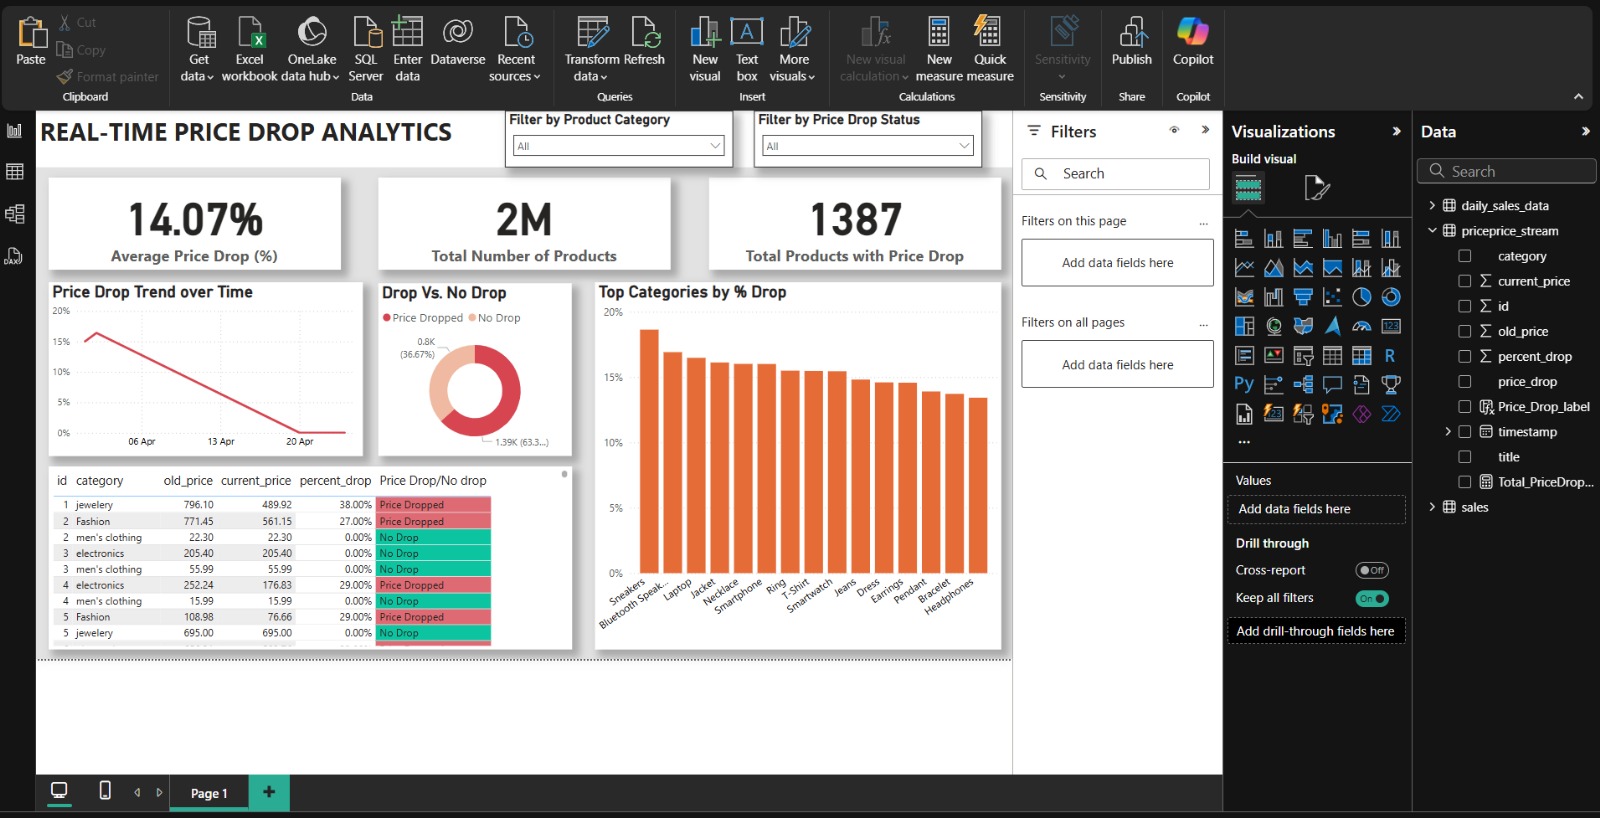 Paste
Cut
Copy
Format painter
Clipboard
Get data
Excel workbook
OneLake data hub
SQL Server
Enter data
Dataverse
Recent sources
Data
Transform data
Refresh
Queries
New visual
Text box
More visuals
Insert
New visual calculation
New measure
Quick measure
Calculations
Sensitivity
Sensitivity
Publish
Share
Copilot
Copilot
REAL-TIME PRICE DROP ANALYTICS
Filter by Product Category
All
Filter by Price Drop Status
All
14.07%
Average Price Drop (%)
2M
Total Number of Products
1387
Total Products with Price Drop
Price Drop Trend over Time
20%
15%
10%
5%
0%
06 Apr 13 Apr 20 Apr
Drop Vs. No Drop
Price Dropped No Drop
0.8K
(36.67%)
1.39K (63.3...)
Top Categories by % Drop
20%
15%
10%
5%
0%
Sneakers
Bluetooth Speak...
Laptop
Jacket
Necklace
Smartphone
Ring
T-Shirt
Smartwatch
Jeans
Dress
Earrings
Pendant
Bracelet
Headphones
id category old_price current_price percent_drop Price Drop/No drop
1 jewelery 796.10 489.92 38.00% Price Dropped
2 Fashion 771.45 561.15 27.00% Price Dropped
2 men's clothing 22.30 22.30 0.00% No Drop
3 electronics 205.40 205.40 0.00% No Drop
3 men's clothing 55.99 55.99 0.00% No Drop
4 electronics 252.24 176.83 29.00% Price Dropped
4 men's clothing 15.99 15.99 0.00% No Drop
5 Fashion 108.98 76.66 29.00% Price Dropped
5 jewelery 695.00 695.00 0.00% No Drop
Filters
Search
Filters on this page ...
Add data fields here
Filters on all pages ...
Add data fields here
Visualizations
Build visual
123
R
Py
123
...
Values
Add data fields here
Drill through
Cross-report Off
Keep all filters On
Add drill-through fields here
Data
Search
daily_sales_data
priceprice_stream
category
current_price
id
old_price
percent_drop
price_drop
Price_Drop_label
timestamp
title
Total_PriceDrop...
sales
DAX
Page 1